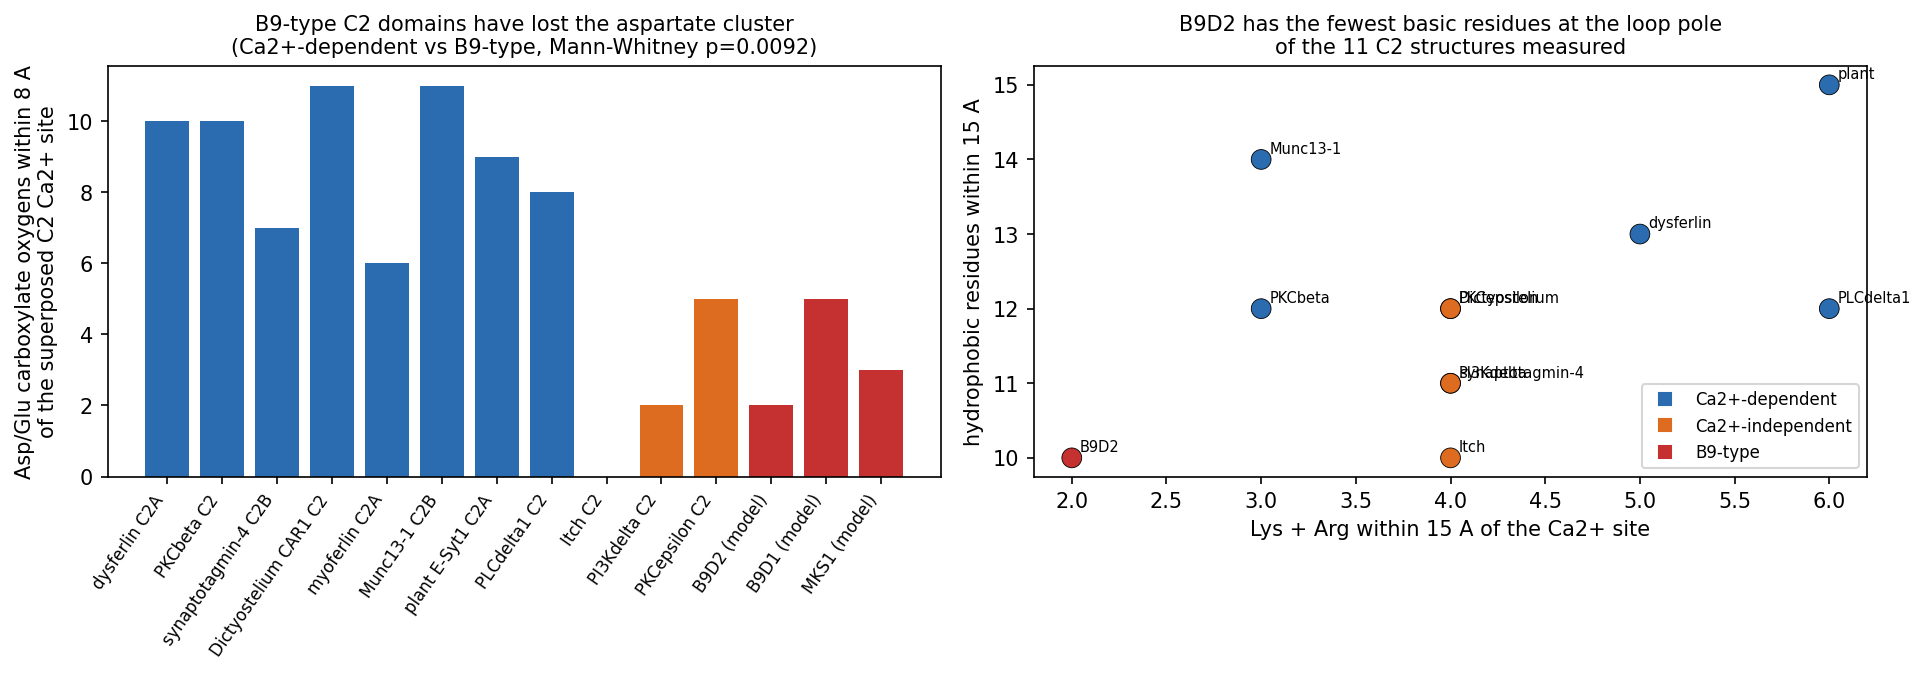 B9-type C2 domains have lost the aspartate cluster
(Ca2+-dependent vs B9-type, Mann-Whitney p=0.0092)
Asp/Glu carboxylate oxygens within 8 A
of the superposed C2 Ca2+ site
10
8
6
4
2
0
dysferlin C2A
PKCbeta C2
synaptotagmin-4 C2B
Dictyostelium CAR1 C2
myoferlin C2A
Munc13-1 C2B
plant E-Syt1 C2A
PLCdelta1 C2
Itch C2
PI3Kdelta C2
PKCepsilon C2
B9D2 (model)
B9D1 (model)
MKS1 (model)
B9D2 has the fewest basic residues at the loop pole
of the 11 C2 structures measured
hydrophobic residues within 15 A
15
14
13
12
11
10
plant
Munc13-1
dysferlin
PKCbeta
PKCepsilon
Dictyostelium
PLCdelta1
PI3Kdelta
synaptotagmin-4
B9D2
Itch
Ca2+-dependent
Ca2+-independent
B9-type
2.0
2.5
3.0
3.5
4.0
4.5
5.0
5.5
6.0
Lys + Arg within 15 A of the Ca2+ site